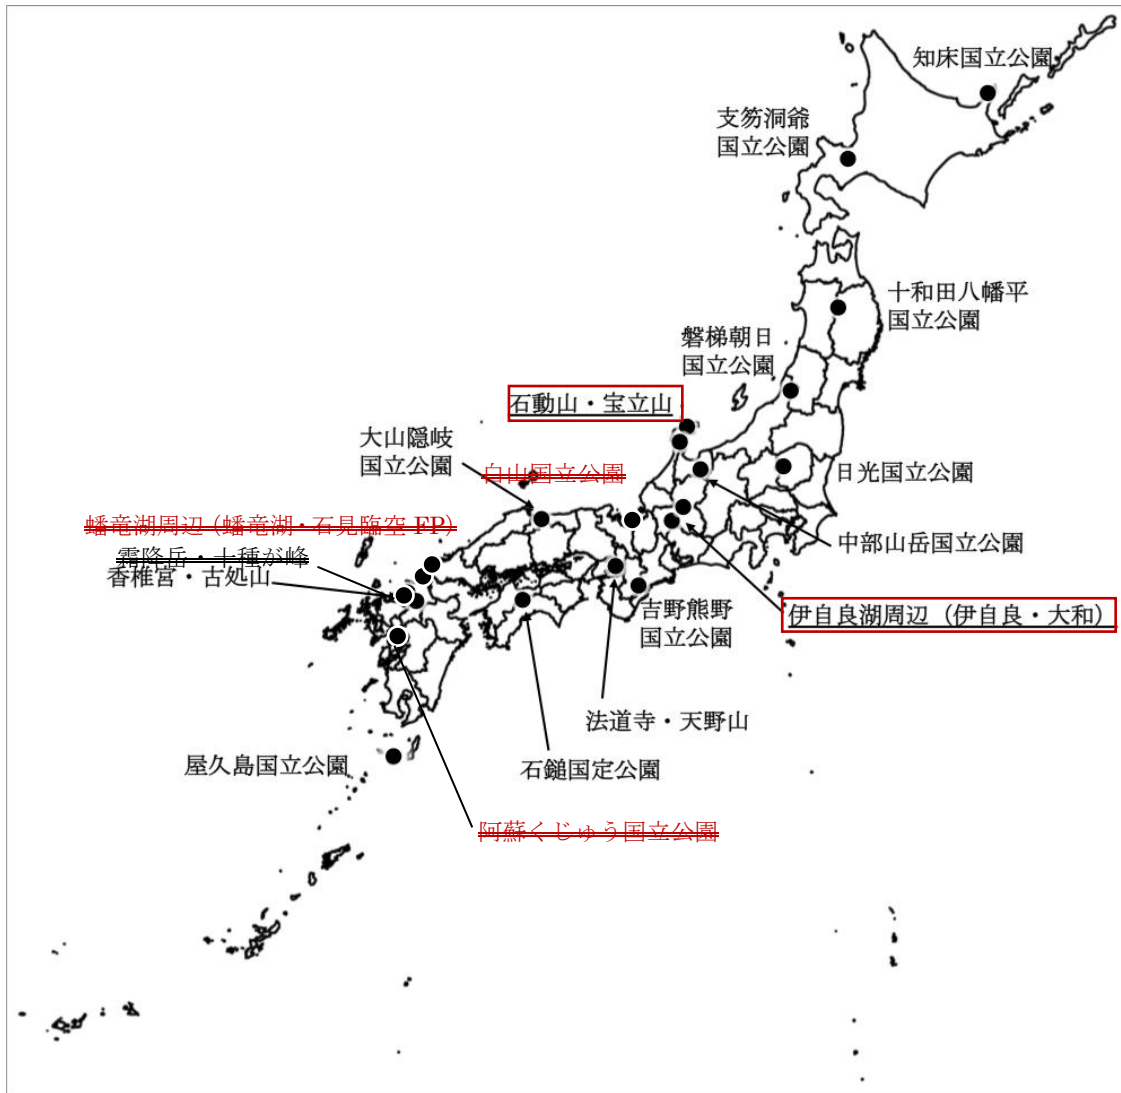 知床国立公園
支笏洞爺
国立公園
十和田八幡平
国立公園
磐梯朝日
国立公園
石動山・宝立山
大山隠岐
国立公園
白山国立公園
日光国立公園
蟠竜湖周辺（蟠竜湖・石見臨空 FP）
霜降岳・十種が峰
香椎宮・古処山
中部山岳国立公園
伊自良湖周辺（伊自良・大和）
吉野熊野
国立公園
法道寺・天野山
石鎚国定公園
屋久島国立公園
阿蘇くじゅう国立公園